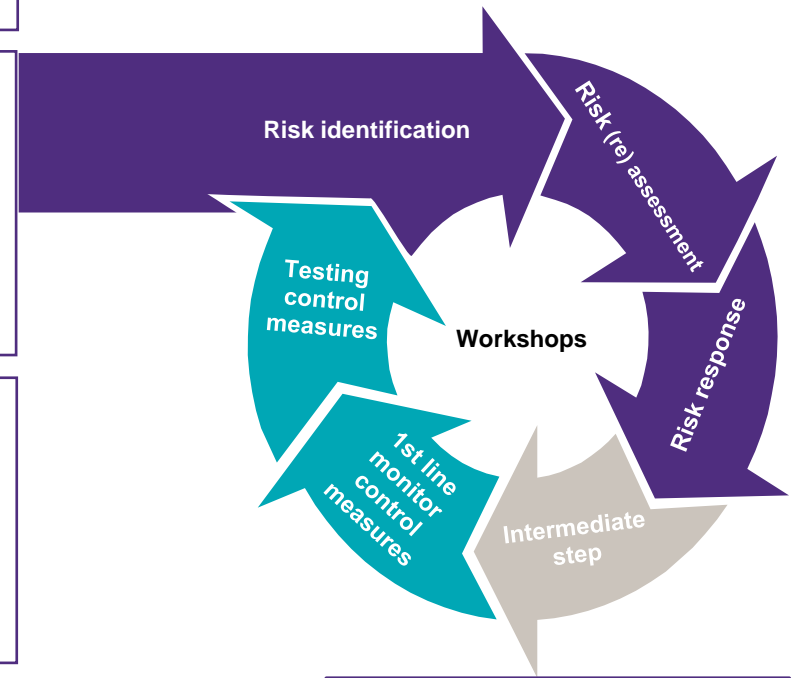 Risk identification
Risk (re) assessment
Risk response
Intermediate
step
1st line
monitor
control
measures
Testing
control
measures
Workshops